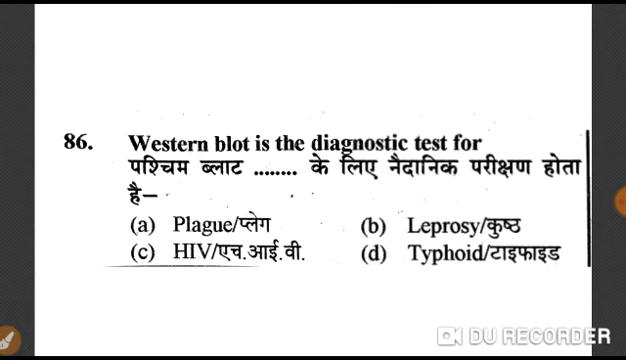 86. Western blot is the diagnostic test for
पश्चिम ब्लाट ........ के लिए नैदानिक परीक्षण होता
है–
(a) Plague/प्लेग (b) Leprosy/कुष्ठ
(c) HIV/एच.आई.वी. (d) Typhoid/टाइफाइड
DU RECORDER